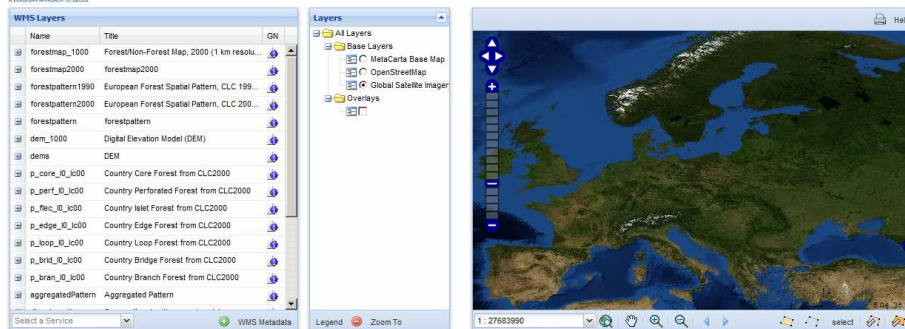 A EUROPEAN APPROACH TO GEOSS
WMS Layers
Name Title GN
forestmap_1000 Forest/Non-Forest Map, 2000 (1 km resolu...
forestmap2000 forestmap2000
forestpattern1990 European Forest Spatial Pattern, CLC 199...
forestpattern2000 European Forest Spatial Pattern, CLC 200...
forestpattern forestpattern
dem_1000 Digital Elevation Model (DEM)
dems DEM
p_core_l0_lc00 Country Core Forest from CLC2000
p_perf_l0_lc00 Country Perforated Forest from CLC2000
p_flec_l0_lc00 Country Islet Forest from CLC2000
p_edge_l0_lc00 Country Edge Forest from CLC2000
p_loop_l0_lc00 Country Loop Forest from CLC2000
p_brid_l0_lc00 Country Bridge Forest from CLC2000
p_bran_l0_lc00 Country Branch Forest from CLC2000
aggregatedPattern Aggregated Pattern
Select a Service
WMS Metadata
Layers
All Layers
Base Layers
MetaCarta Base Map
OpenStreetMap
Global Satellite Imager
Overlays
Legend Zoom To
Hel
1 : 27683990
select